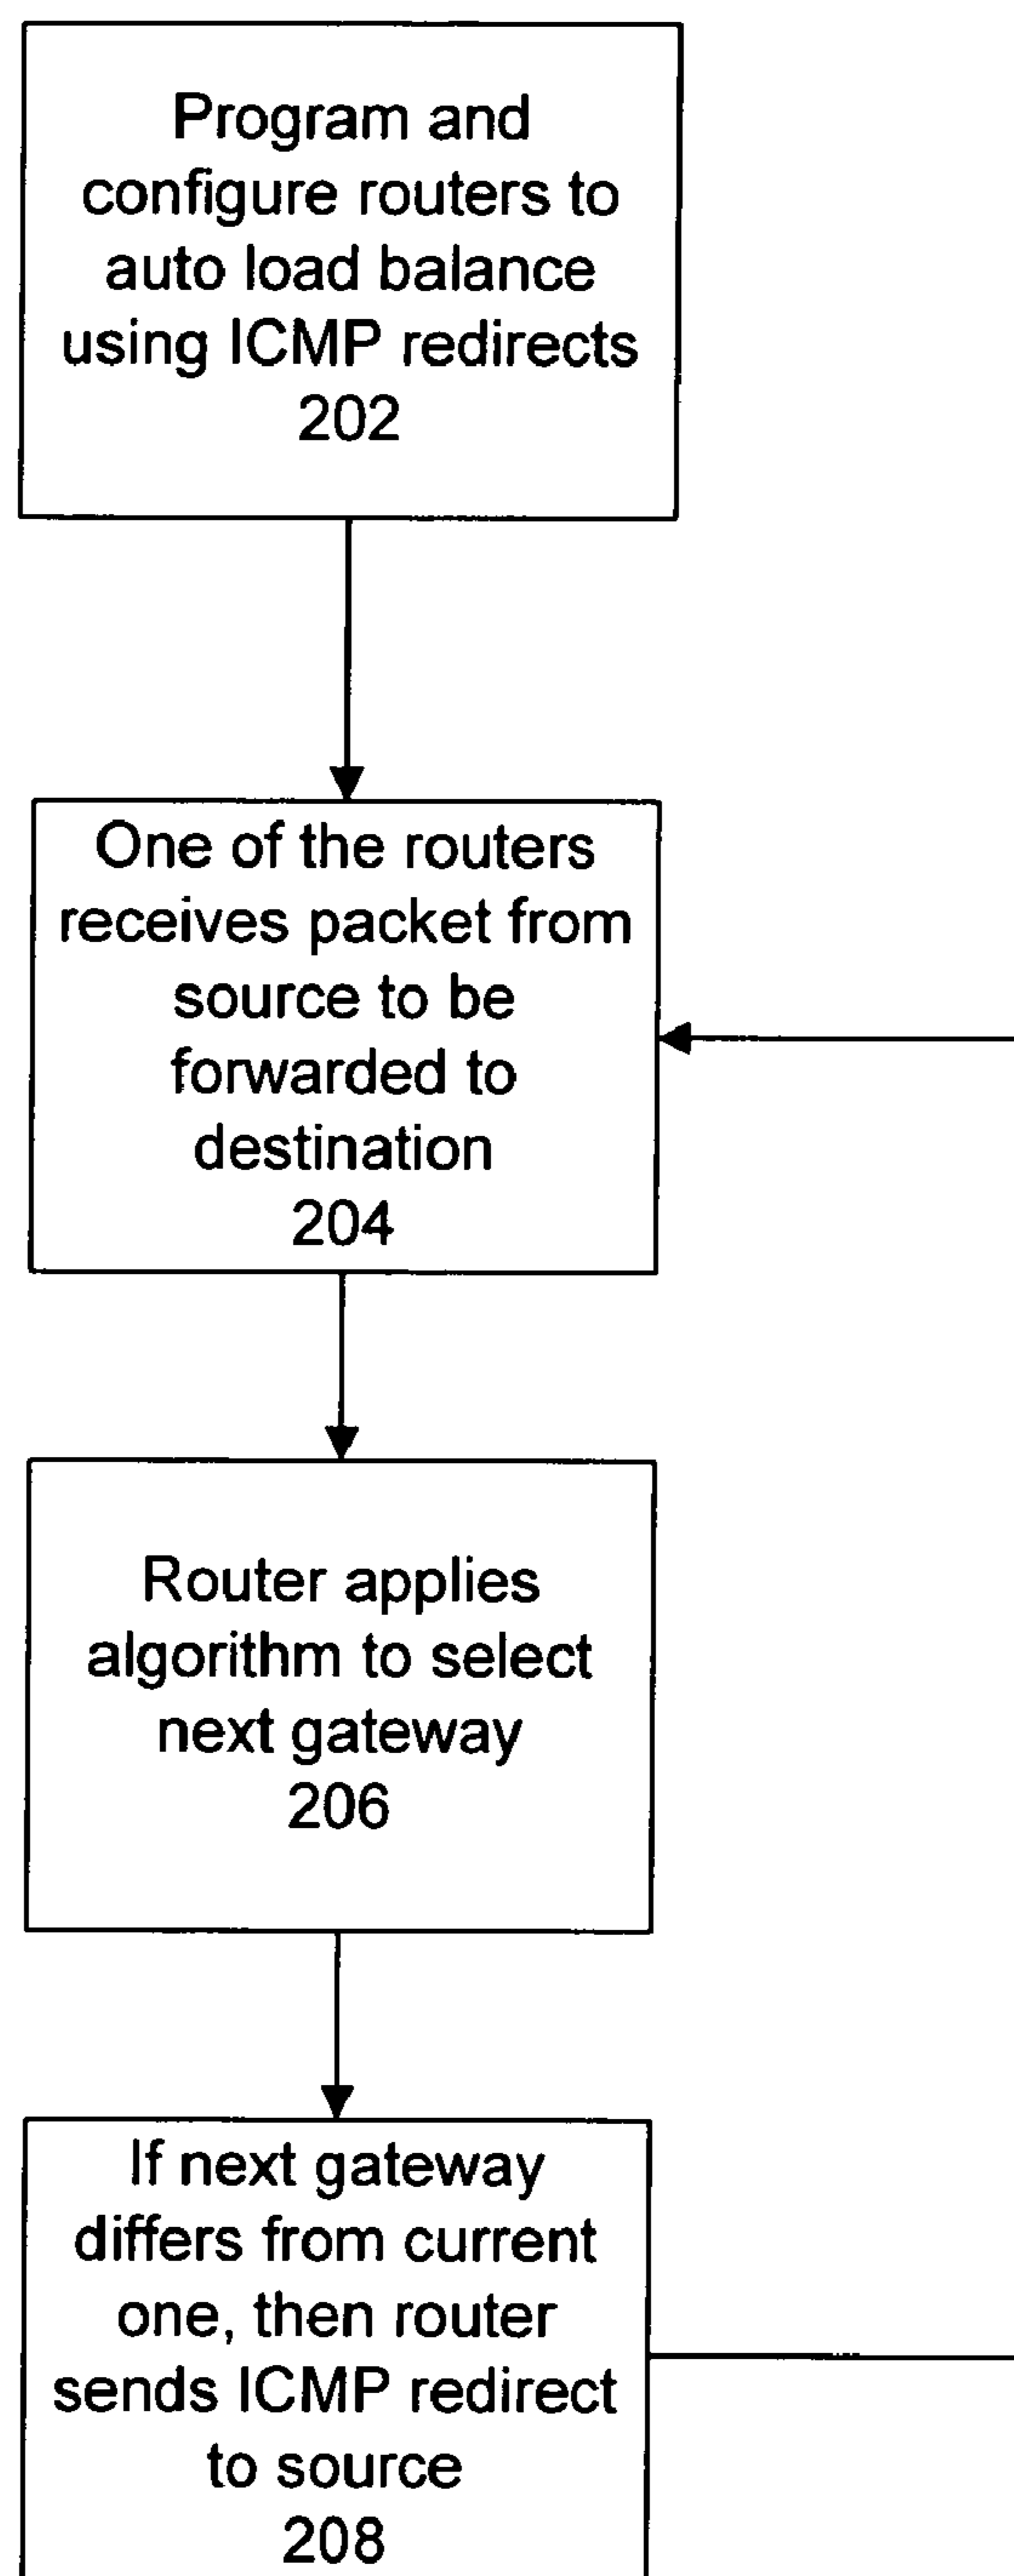 Program and
configure routers to
auto load balance
using ICMP redirects
202
One of the routers
receives packet from
source to be
forwarded to
destination
204
Router applies
algorithm to select
next gateway
206
If next gateway
differs from current
one, then router
sends ICMP redirect
to source
208